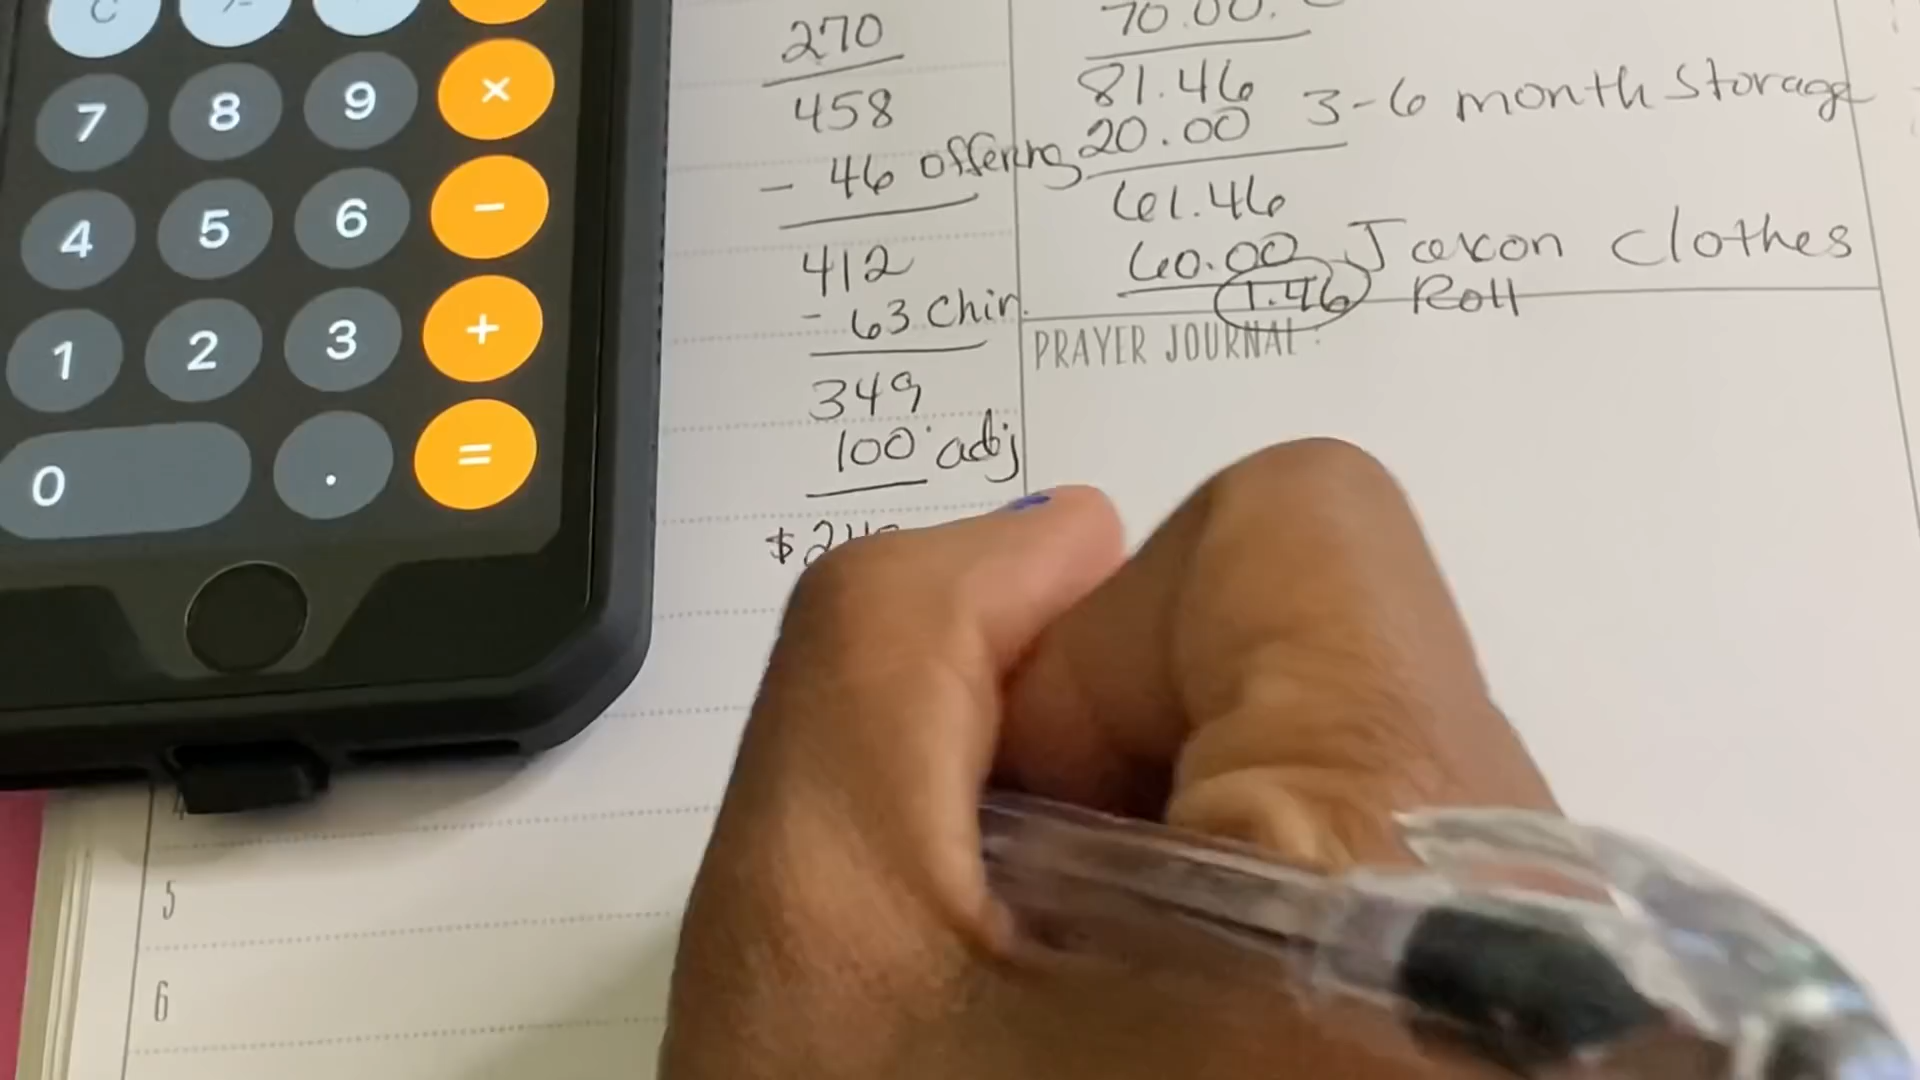 7 8 9 ×
4 5 6 −
1 2 3 +
0 . =
270
458
- 46 offering
412
- 63 Chir.
349
100 adj
70.00
81.46
20.00 3-6 month Storage
61.46
60.00 Jaxon Clothes
1.46 Roll
PRAYER JOURNAL:
5
6